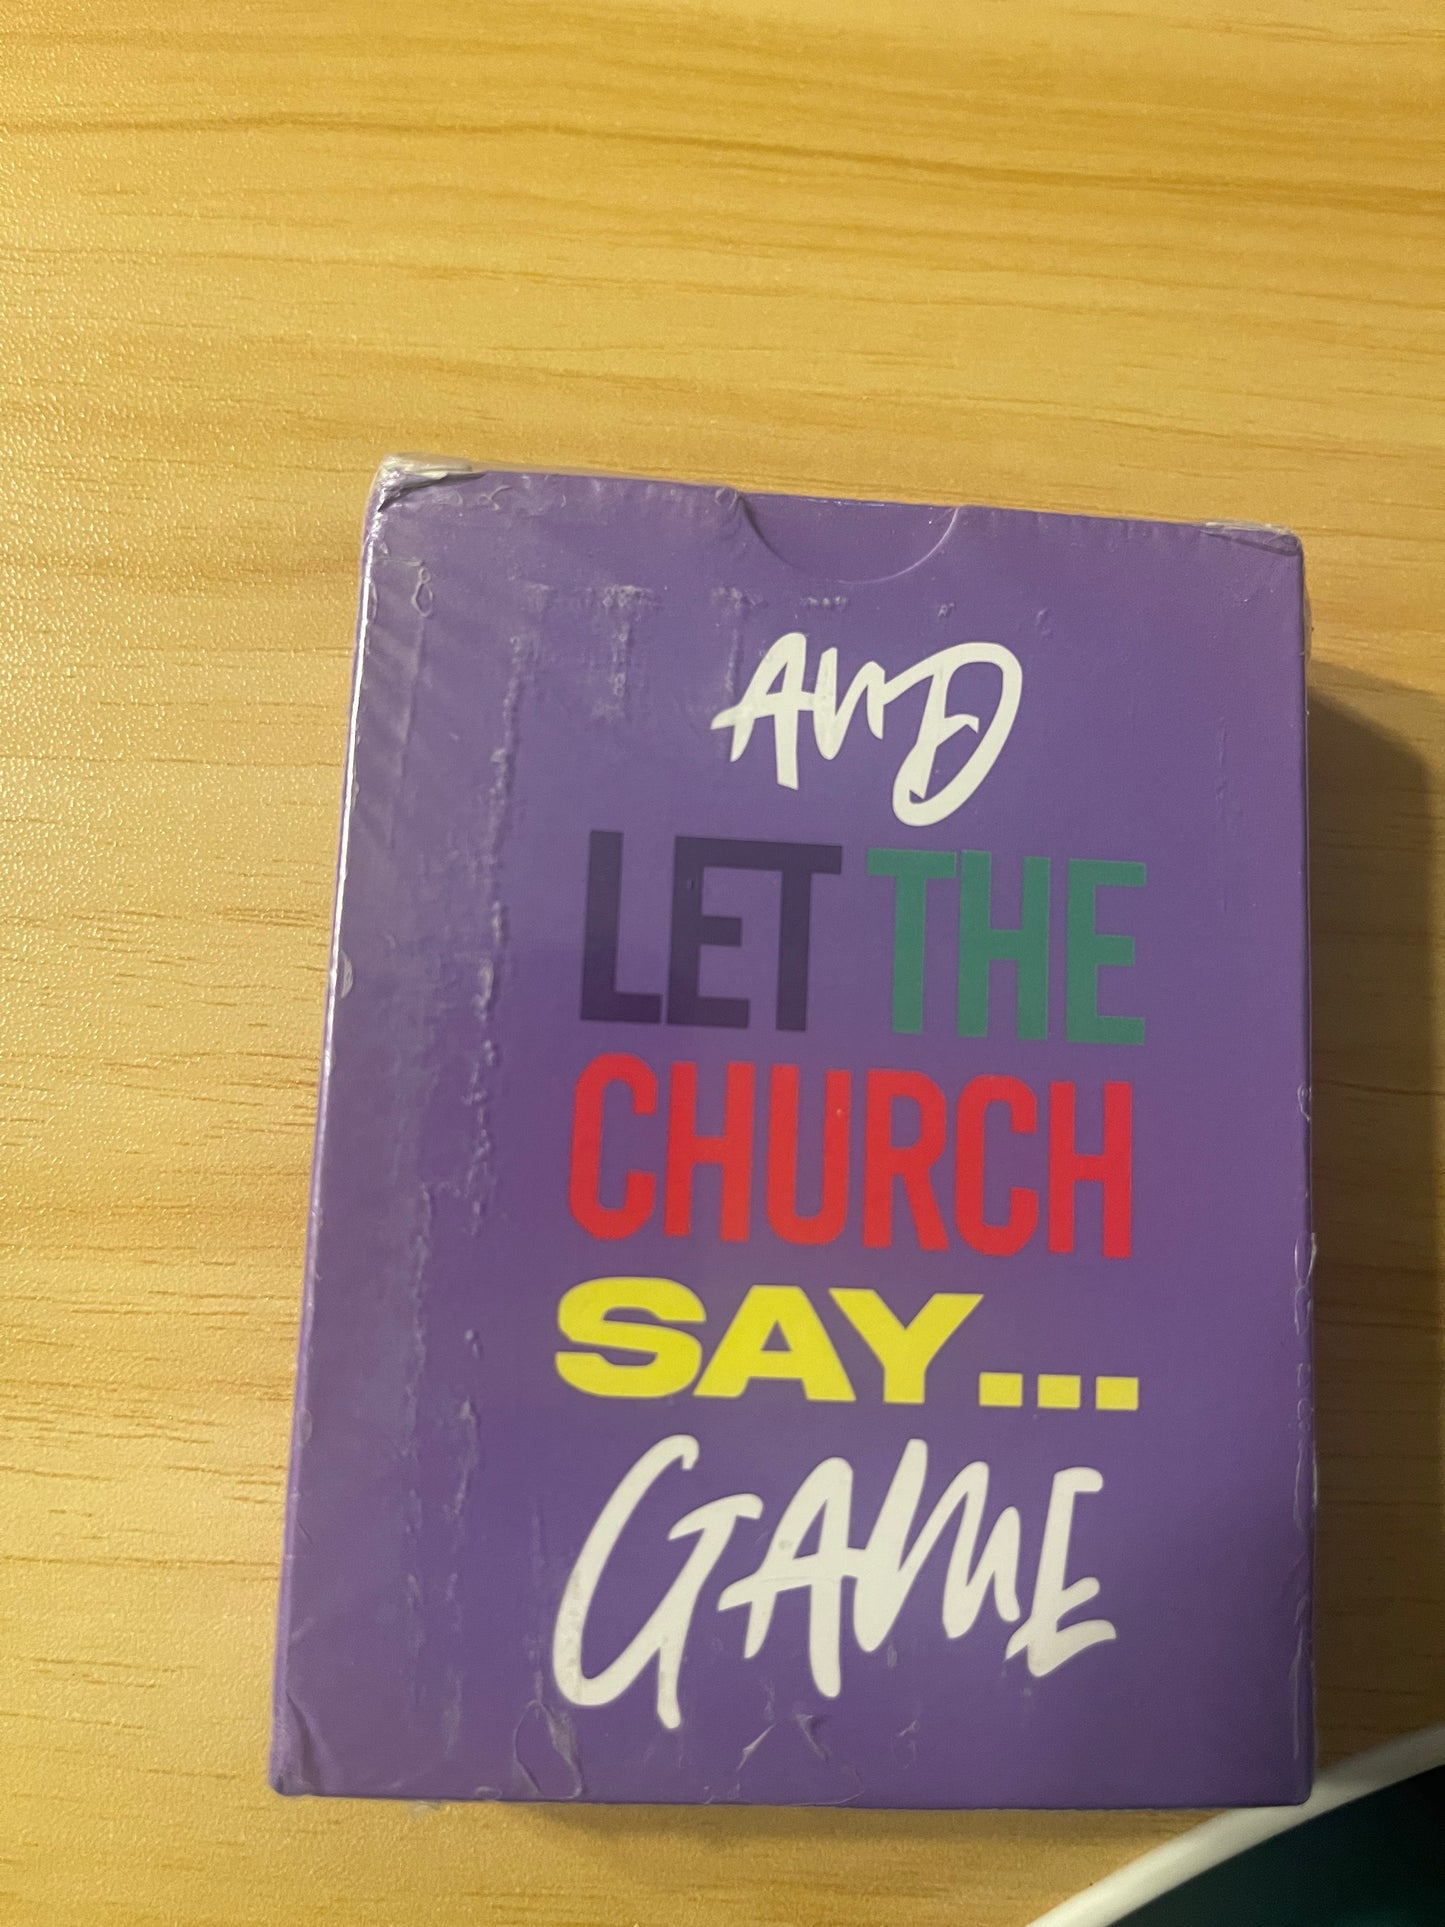 AND
LET THE
CHURCH
SAY...
GAME